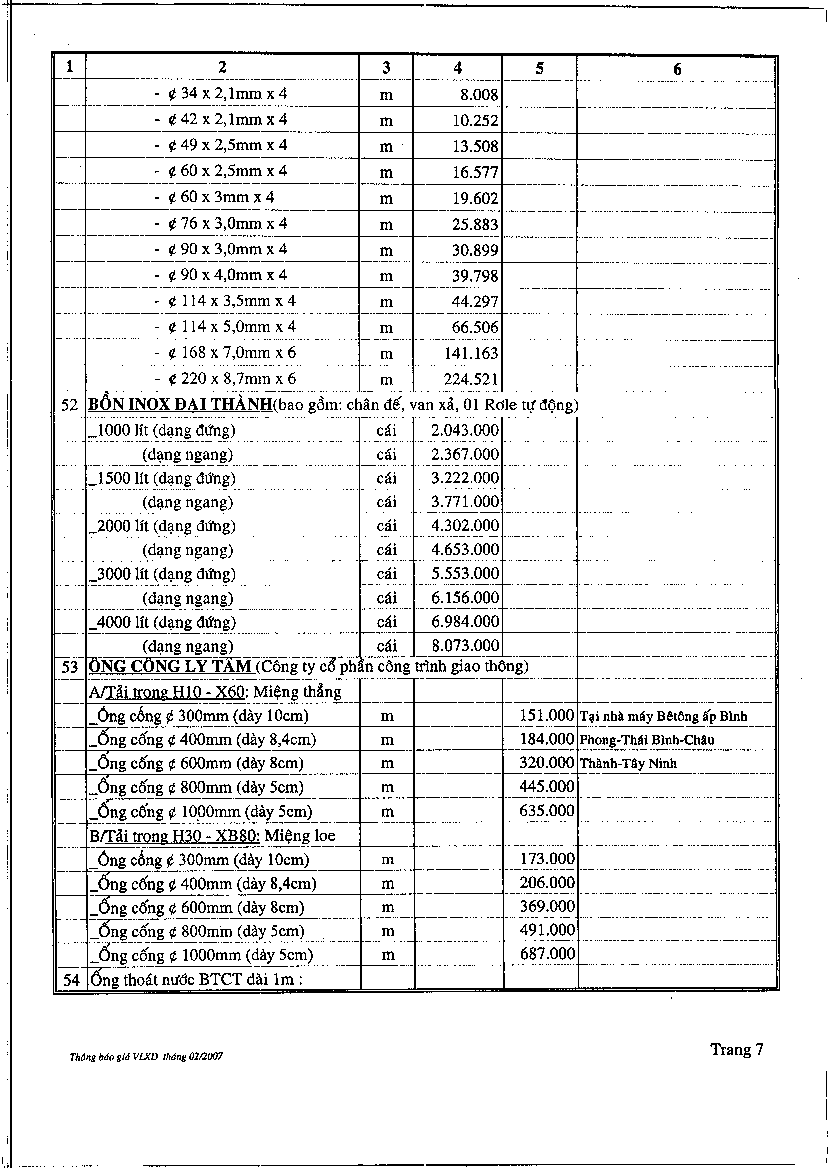 1 2 3 4 5 6
- ¢ 34 x 2,1mm x 4 m 8.008
- ¢ 42 x 2,1mm x 4 m 10.252
- ¢ 49 x 2,5mm x 4 m 13.508
- ¢ 60 x 2,5mm x 4 m 16.577
- ¢ 60 x 3mm x 4 m 19.602
- ¢ 76 x 3,0mm x 4 m 25.883
- ¢ 90 x 3,0mm x 4 m 30.899
- ¢ 90 x 4,0mm x 4 m 39.798
- ¢ 114 x 3,5mm x 4 m 44.297
- ¢ 114 x 5,0mm x 4 m 66.506
- ¢ 168 x 7,0mm x 6 m 141.163
- ¢ 220 x 8,7mm x 6 m 224.521
52 BỒN INOX ĐẠI THÀNH(bao gồm: chân đế, van xả, 01 Rơle tự động)
_1000 lít (dạng đứng) cái 2.043.000
(dạng ngang) cái 2.367.000
_1500 lít (dạng đứng) cái 3.222.000
(dạng ngang) cái 3.771.000
_2000 lít (dạng đứng) cái 4.302.000
(dạng ngang) cái 4.653.000
_3000 lít (dạng đứng) cái 5.553.000
(dạng ngang) cái 6.156.000
_4000 lít (dạng đứng) cái 6.984.000
(dạng ngang) cái 8.073.000
53 ỐNG CỐNG LY TÂM (Công ty cổ phần công trình giao thông)
A/Tải trọng H10 - X60: Miệng thẳng
_Ống cống ¢ 300mm (dày 10cm) m 151.000 Tại nhà máy Bêtông ấp Bình
_Ống cống ¢ 400mm (dày 8,4cm) m 184.000 Phong-Thái Bình-Châu
_Ống cống ¢ 600mm (dày 8cm) m 320.000 Thành-Tây Ninh
_Ống cống ¢ 800mm (dày 5cm) m 445.000
_Ống cống ¢ 1000mm (dày 5cm) m 635.000
B/Tải trọng H30 - XB80: Miệng loe
_Ống cống ¢ 300mm (dày 10cm) m 173.000
_Ống cống ¢ 400mm (dày 8,4cm) m 206.000
_Ống cống ¢ 600mm (dày 8cm) m 369.000
_Ống cống ¢ 800mm (dày 5cm) m 491.000
_Ống cống ¢ 1000mm (dày 5cm) m 687.000
54 Ống thoát nước BTCT dài 1m :
Thông báo giá VLXD tháng 02/2007 Trang 7